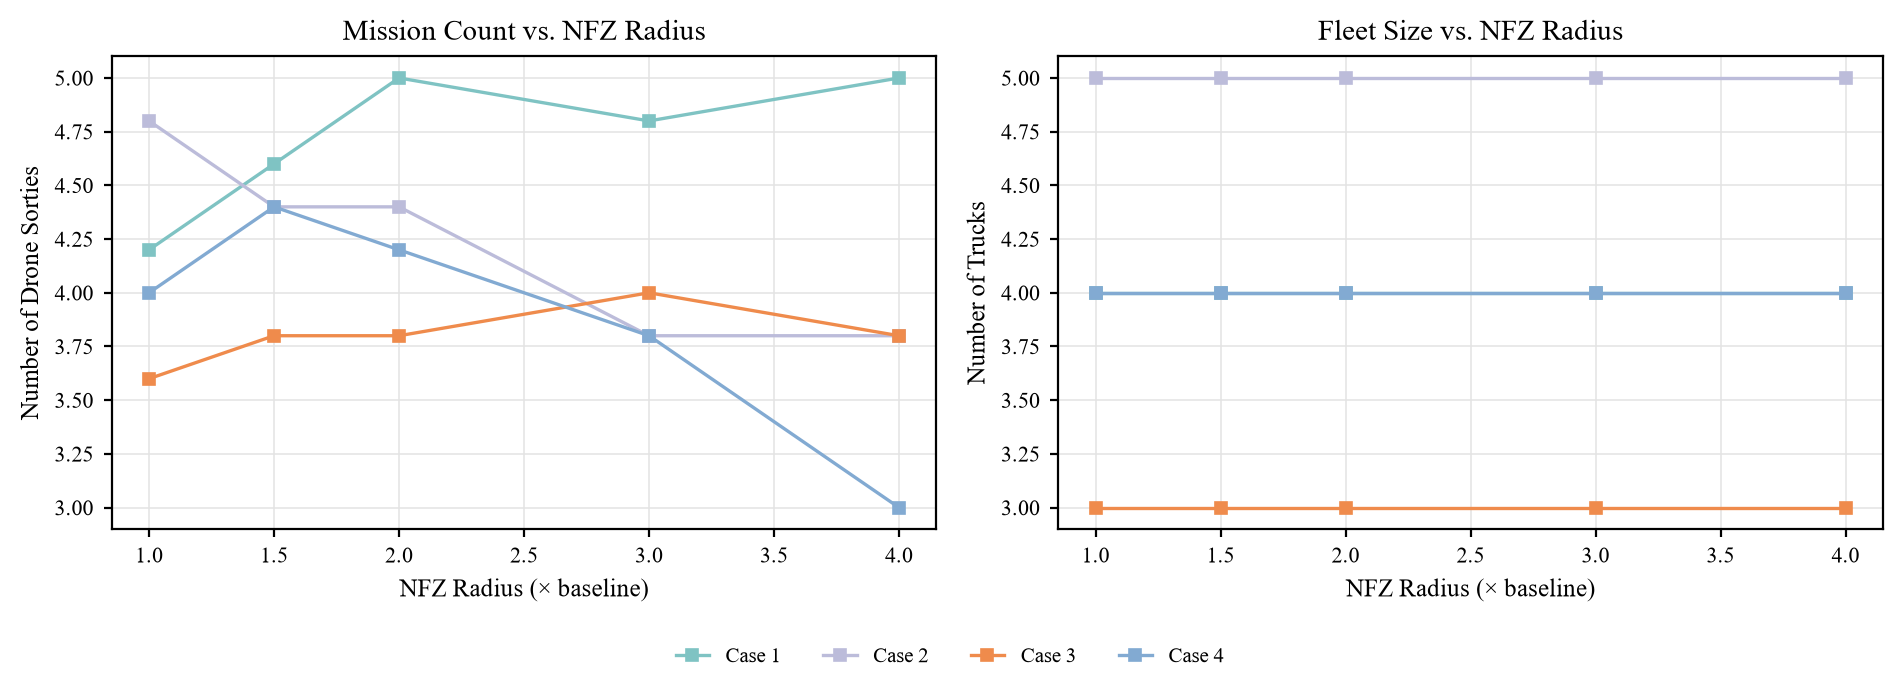 Mission Count vs. NFZ Radius
Number of Drone Sorties
5.00
4.75
4.50
4.25
4.00
3.75
3.50
3.25
3.00
1.0 1.5 2.0 2.5 3.0 3.5 4.0
NFZ Radius (× baseline)
Fleet Size vs. NFZ Radius
Number of Trucks
5.00
4.75
4.50
4.25
4.00
3.75
3.50
3.25
3.00
1.0 1.5 2.0 2.5 3.0 3.5 4.0
NFZ Radius (× baseline)
Case 1 Case 2 Case 3 Case 4